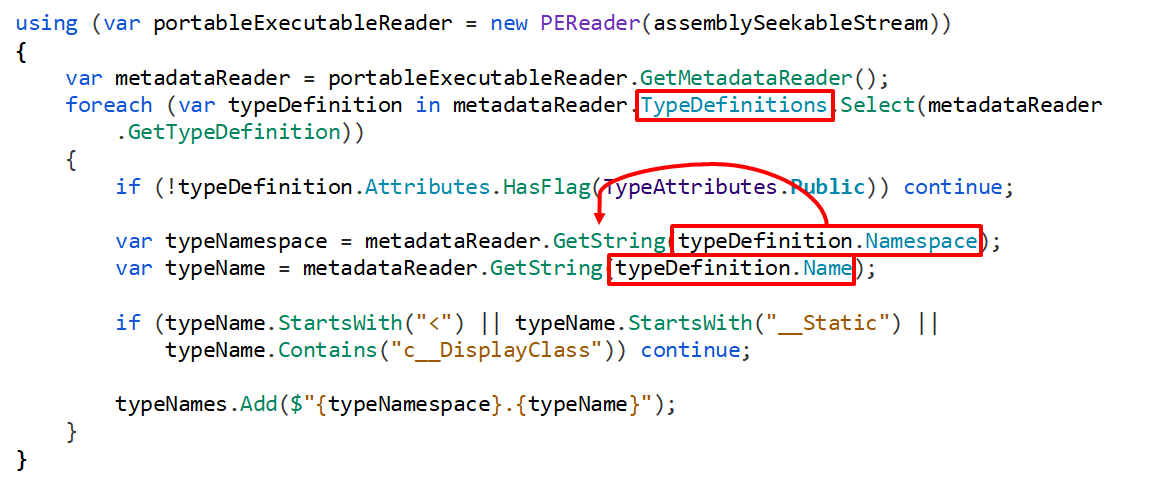 using (var portableExecutableReader = new PEReader(assemblySeekableStream))
{
    var metadataReader = portableExecutableReader.GetMetadataReader();
    foreach (var typeDefinition in metadataReader.TypeDefinitions.Select(metadataReader
        .GetTypeDefinition))
    {
        if (!typeDefinition.Attributes.HasFlag(TypeAttributes.Public)) continue;

        var typeNamespace = metadataReader.GetString(typeDefinition.Namespace);
        var typeName = metadataReader.GetString(typeDefinition.Name);

        if (typeName.StartsWith("<") || typeName.StartsWith("__Static") ||
            typeName.Contains("c__DisplayClass")) continue;

        typeNames.Add($"{typeNamespace}.{typeName}");
    }
}